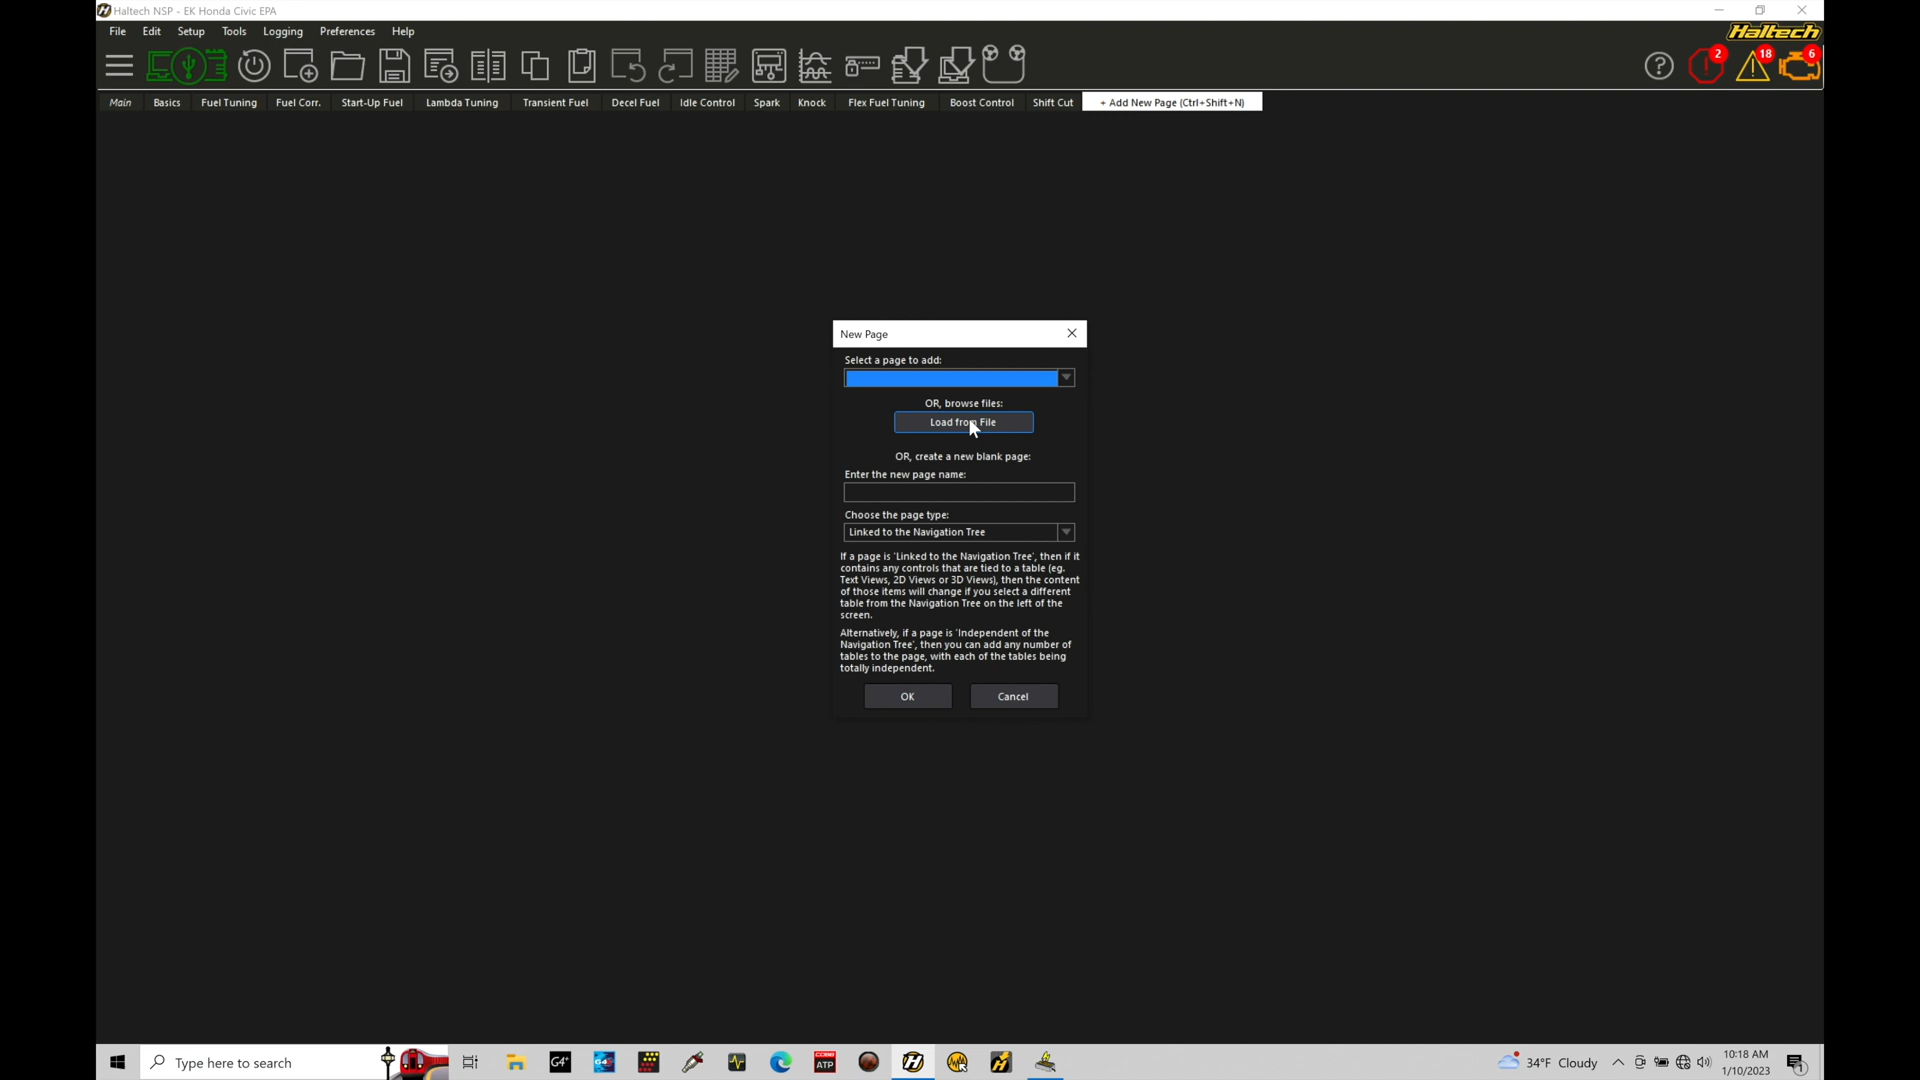 Haltech NSP - EK Honda Civic EPA
File Edit Setup Tools Logging Preferences Help
Haltech
2 18 6
Main Basics Fuel Tuning Fuel Corr. Start-Up Fuel Lambda Tuning Transient Fuel Decel Fuel Idle Control Spark Knock Flex Fuel Tuning Boost Control Shift Cut + Add New Page (Ctrl+Shift+N)
New Page
Select a page to add:
OR, browse files:
Load from File
OR, create a new blank page:
Enter the new page name:
Choose the page type:
Linked to the Navigation Tree
If a page is 'Linked to the Navigation Tree', then if it
contains any controls that are tied to a table (eg.
Text Views, 2D Views or 3D Views), then the content
of those items will change if you select a different
table from the Navigation Tree on the left of the
screen.
Alternatively, if a page is 'Independent of the
Navigation Tree', then you can add any number of
tables to the page, with each of the tables being
totally independent.
OK Cancel
Type here to search
G4+
COBB
ATP
34°F Cloudy
10:18 AM
1/10/2023
1